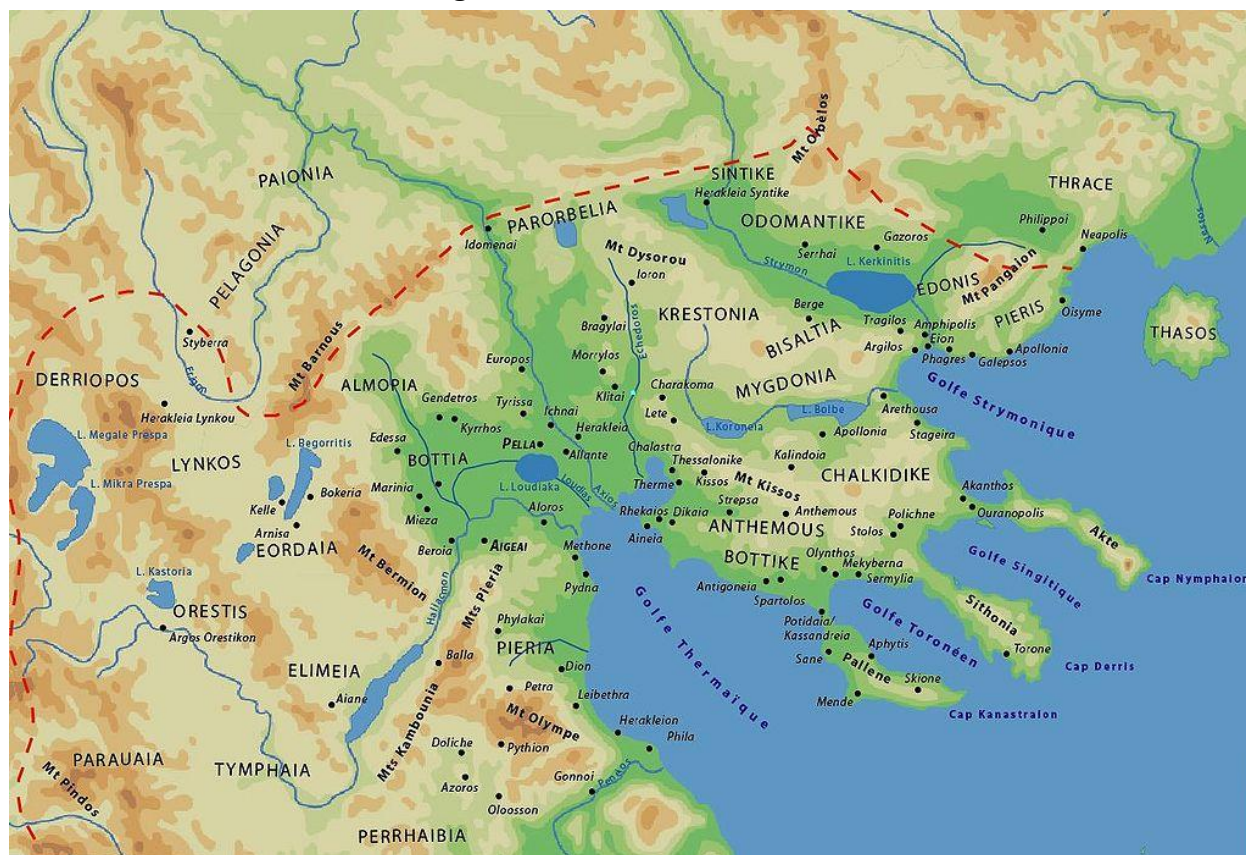 Mt Orbèlos
PAIONIA
SINTIKE
Herakleia Syntike
THRACE
PARORBELIA
ODOMANTIKE
Philippoi
Neapolis
Nestos
Idomenai
Mt Dysorou
Serrhai
Gazoros
L. Kerkinitis
Strymon
PELAGONIA
Ioron
EDONIS
Mt Pangaion
PIERIS
Oisyme
KRESTONIA
Berge
BISALTIA
Tragilos
Amphipolis
Eion
Argilos
Phagres
Galepsos
Apollonia
THASOS
Styberra
Erigon
Mt Barnous
Bragylai
Echedoros
Europos
Morrylos
Klitai
Charakoma
MYGDONIA
Golfe Strymonique
DERRIOPOS
Herakleia Lynkou
ALMOPIA
Gendetros
Tyrissa
Ichnai
Lete
L. Koroneia
L. Bolbe
Arethousa
Stageira
Apollonia
Kyrrhos
Herakleia
Edessa
PELLA
Allante
Chalastra
Kalindoia
L. Megale Prespa
L. Begorritis
LYNKOS
BOTTIA
Thessalonike
CHALKIDIKE
L. Mikra Prespa
Kelle
Bokeria
Marinia
L. Loudiaka
Loudias
Axios
Therme
Kissos
Mt Kissos
Akanthos
Ouranopolis
Arnisa
Mieza
Aloros
Rhekaios
Dikaia
Strepsa
Anthemous
Polichne
Stolos
Aineia
ANTHEMOUS
Akte
EORDAIA
Beroia
AIGEAI
Methone
BOTTIKE
Olynthos
Mekyberna
Sermylia
Golfe Singitique
Cap Nymphaion
L. Kastoria
Mt Bermion
Haliacmon
Mts Pieria
Pydna
Antigoneia
Spartolos
ORESTIS
Argos Orestikon
Phylakai
Golfe Thermaïque
Potidaia/
Kassandreia
Golfe Toronéen
Sithonia
PIERIA
Sane
Aphytis
Torone
Pallene
Cap Derris
ELIMEIA
Balla
Dion
Skione
Aiane
Petra
Leibethra
Mende
Cap Kanastraion
Mt Olympe
Herakleion
Mts Kambounia
Doliche
Pythion
Phila
PARAUAIA
TYMPHAIA
Azoros
Gonnoi
Peneios
Mt Pindos
Oloosson
PERRHAIBIA